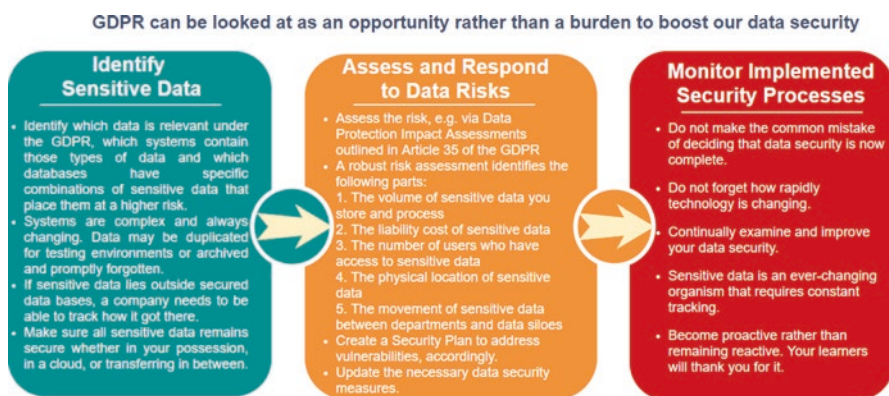 GDPR can be looked at as an opportunity rather than a burden to boost our data security
Identify
Sensitive Data
• Identify which data is relevant under
the GDPR, which systems contain
those types of data and which
databases have specific
combinations of sensitive data that
place them at a higher risk.
• Systems are complex and always
changing. Data may be duplicated
for testing environments or archived
and promptly forgotten.
• If sensitive data lies outside secured
data bases, a company needs to be
able to track how it got there.
• Make sure all sensitive data remains
secure whether in your possession,
in a cloud, or transferring in between.
Assess and Respond
to Data Risks
• Assess the risk, e.g. via Data
Protection Impact Assessments
outlined in Article 35 of the GDPR
• A robust risk assessment identifies the
following parts:
1. The volume of sensitive data you
store and process
2. The liability cost of sensitive data
3. The number of users who have
access to sensitive data
4. The physical location of sensitive
data
5. The movement of sensitive data
between departments and data siloes
• Create a Security Plan to address
vulnerabilities, accordingly.
• Update the necessary data security
measures.
Monitor Implemented
Security Processes
• Do not make the common mistake
of deciding that data security is now
complete.
• Do not forget how rapidly
technology is changing.
• Continually examine and improve
your data security.
• Sensitive data is an ever-changing
organism that requires constant
tracking.
• Become proactive rather than
remaining reactive. Your learners
will thank you for it.